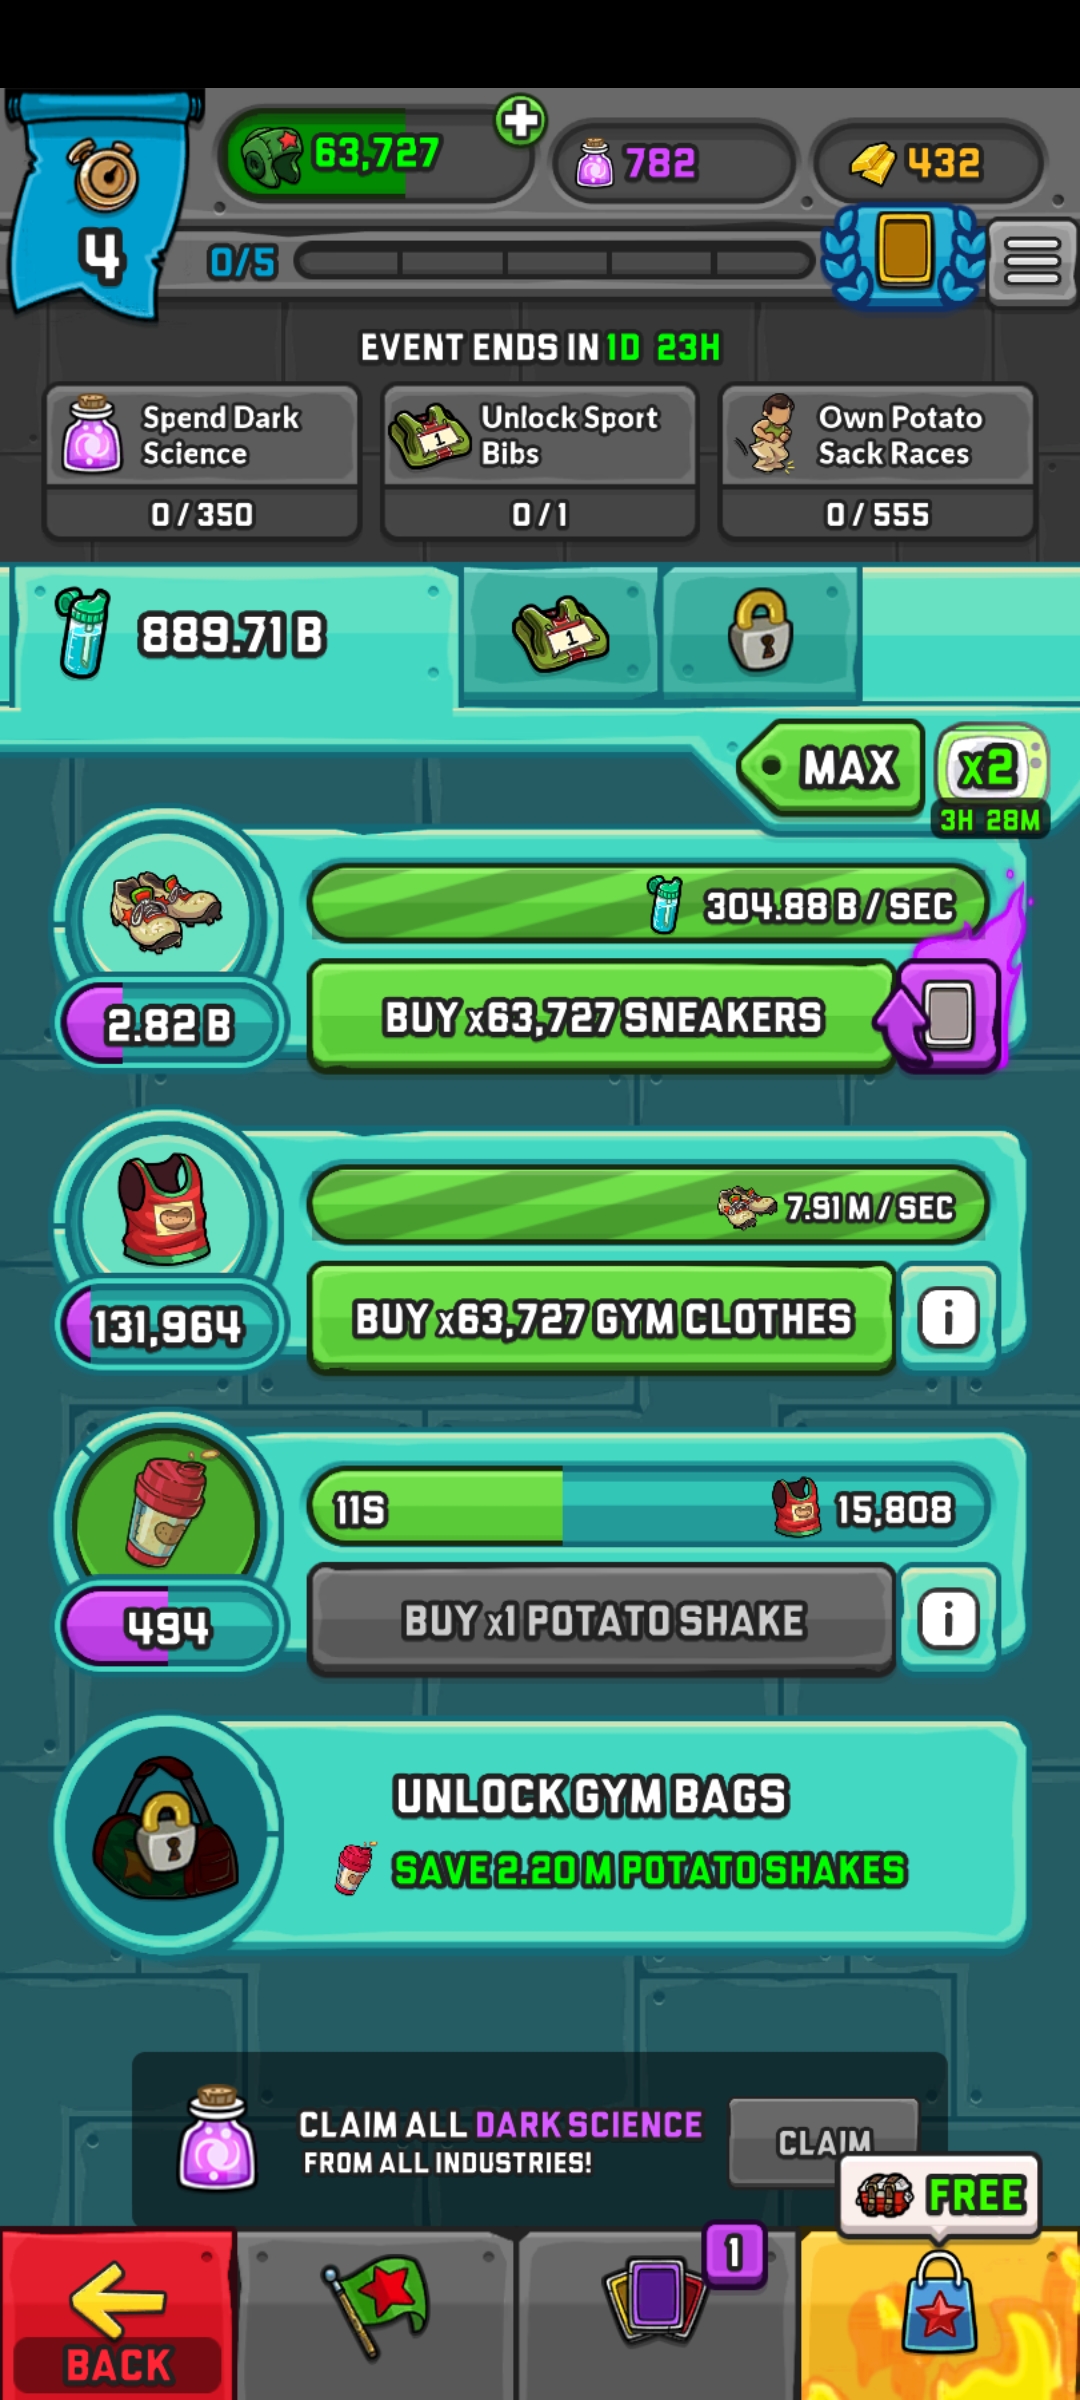 63,727
782
432
4
0/5
EVENT ENDS IN 1D 23H
Spend Dark
Science
0 / 350
Unlock Sport
Bibs
0 / 1
Own Potato
Sack Races
0 / 555
889.71 B
1
MAX
x2
3H 28M
304.88 B / SEC
2.82 B
BUY x63,727 SNEAKERS
7.91 M / SEC
131,964
BUY x63,727 GYM CLOTHES
i
11S
15,808
494
BUY x1 POTATO SHAKE
i
UNLOCK GYM BAGS
SAVE 2.20 M POTATO SHAKES
CLAIM ALL DARK SCIENCE
FROM ALL INDUSTRIES!
CLAIM
FREE
1
BACK